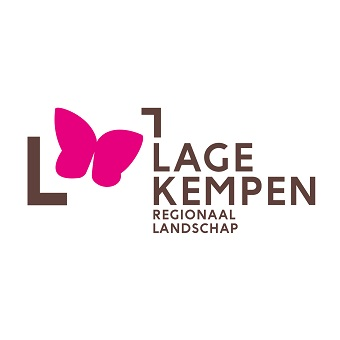 LAGE
KEMPEN
REGIONAAL
LANDSCHAP